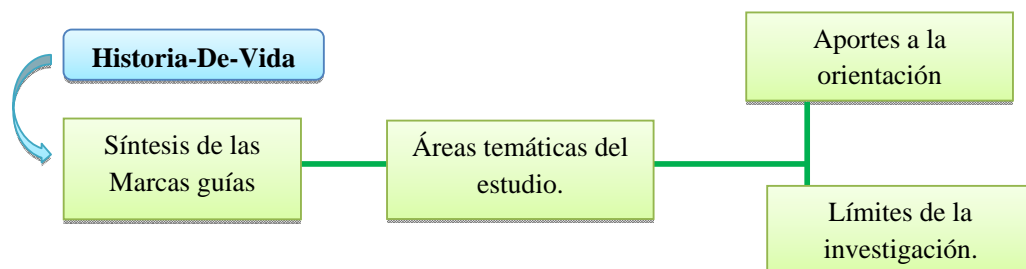 Historia-De-Vida
Síntesis de las
Marcas guías
Áreas temáticas del
estudio.
Aportes a la
orientación
Límites de la
investigación.